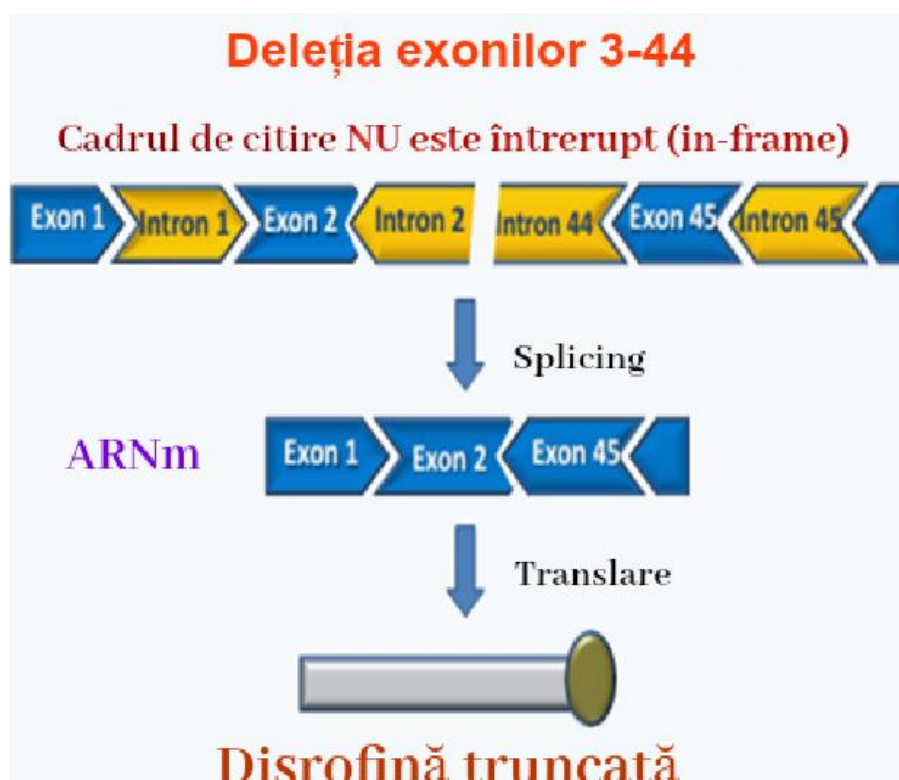 Deleția exonilor 3-44
Cadrul de citire NU este întrerupt (in-frame)
Exon 1 Intron 1 Exon 2 Intron 2 Intron 44 Exon 45 Intron 45
Splicing
ARNm
Exon 1 Exon 2 Exon 45
Translare
Disrofină truncată